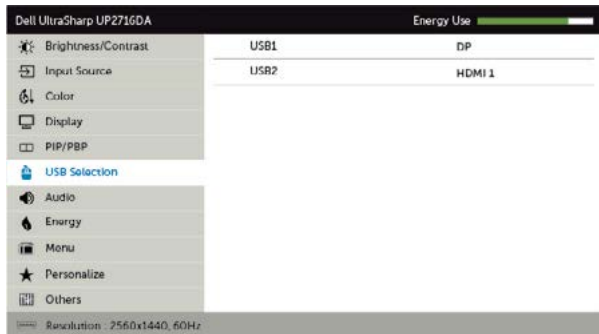 Dell UltraSharp UP2716DA Energy Use
Brightness/Contrast USB1 DP
Input Source USB2 HDMI 1
Color
Display
PIP/PBP
USB Selection
Audio
Energy
Menu
Personalize
Others
Resolution : 2560x1440, 60Hz